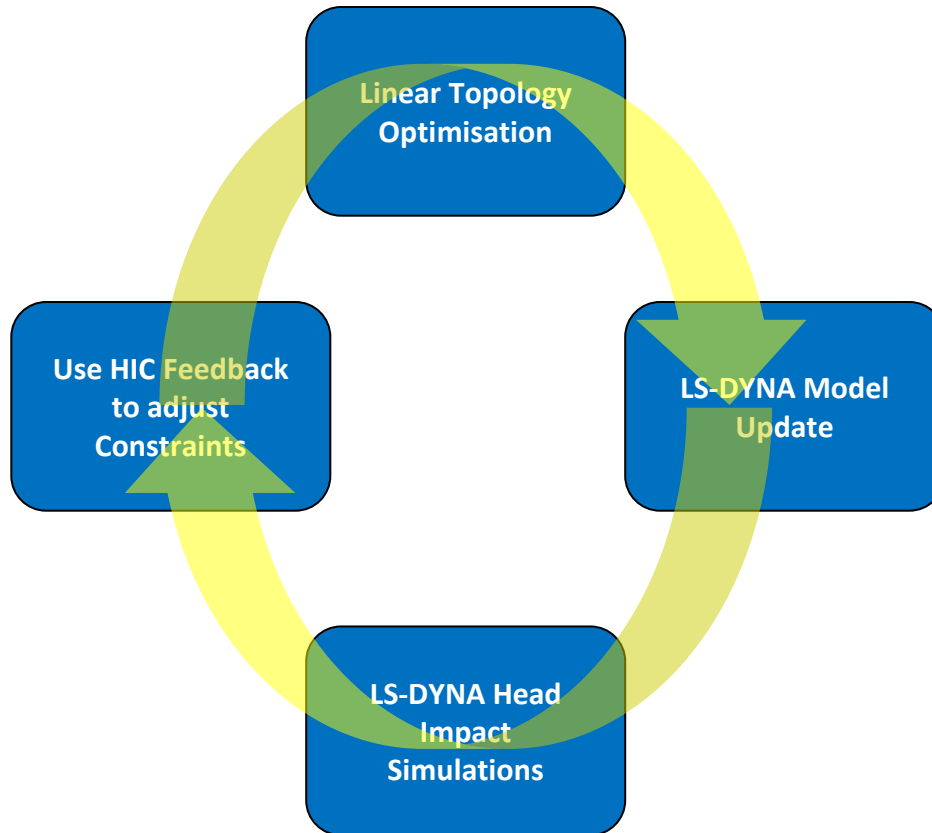 Linear Topology
Optimisation
Use HIC Feedback
to adjust
Constraints
LS-DYNA Model
Update
LS-DYNA Head
Impact
Simulations